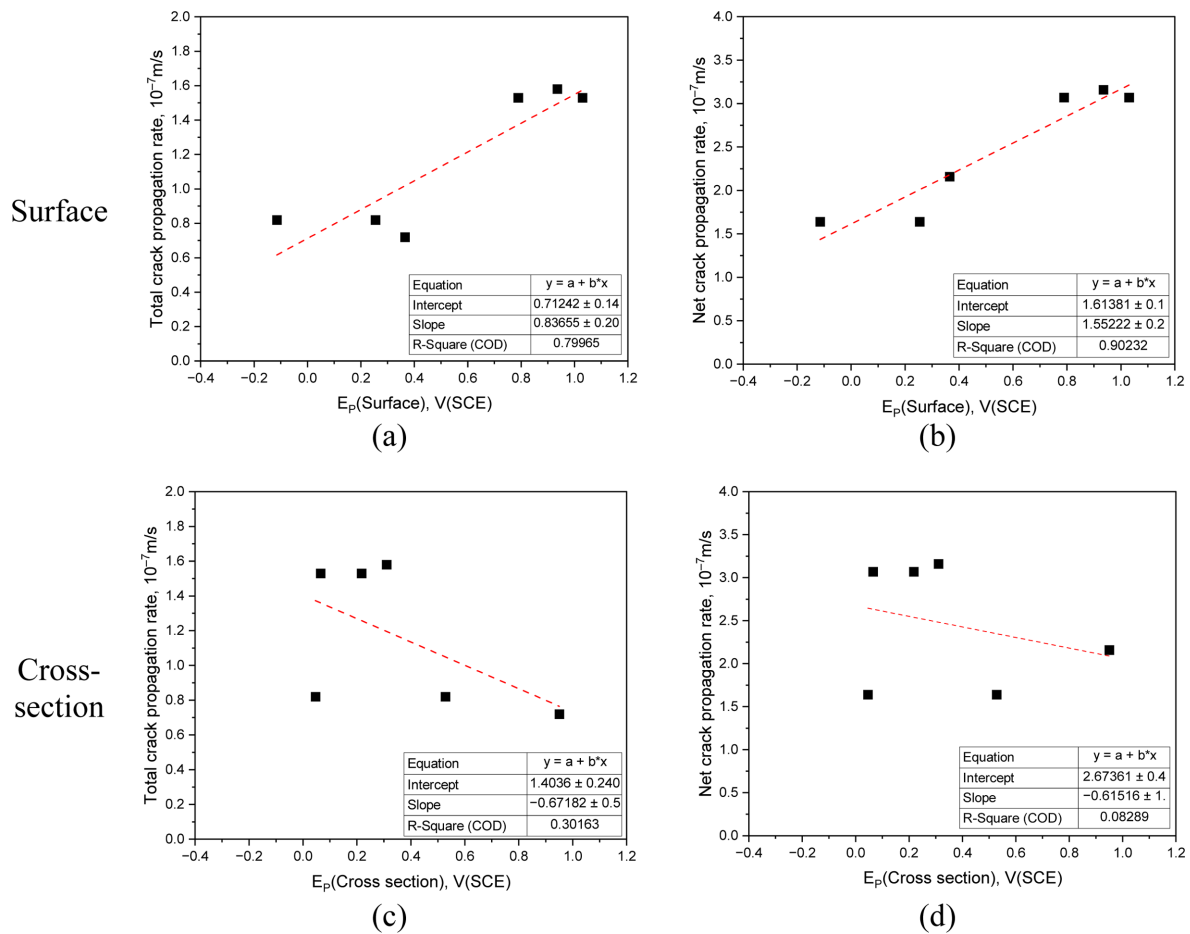 Surface
Total crack propagation rate, 10⁻⁷m/s
2.0
1.8
1.6
1.4
1.2
1.0
0.8
0.6
0.4
0.2
0.0
Equation y = a + b*x
Intercept 0.71242 ± 0.14
Slope 0.83655 ± 0.20
R-Square (COD) 0.79965
−0.4 −0.2 0.0 0.2 0.4 0.6 0.8 1.0 1.2
E_P(Surface), V(SCE)
(a)
Net crack propagation rate, 10⁻⁷m/s
4.0
3.5
3.0
2.5
2.0
1.5
1.0
0.5
0.0
Equation y = a + b*x
Intercept 1.61381 ± 0.1
Slope 1.55222 ± 0.2
R-Square (COD) 0.90232
−0.4 −0.2 0.0 0.2 0.4 0.6 0.8 1.0 1.2
E_P(Surface), V(SCE)
(b)
Cross-
section
Total crack propagation rate, 10⁻⁷m/s
2.0
1.8
1.6
1.4
1.2
1.0
0.8
0.6
0.4
0.2
0.0
Equation y = a + b*x
Intercept 1.4036 ± 0.240
Slope −0.67182 ± 0.5
R-Square (COD) 0.30163
−0.4 −0.2 0.0 0.2 0.4 0.6 0.8 1.0 1.2
E_P(Cross section), V(SCE)
(c)
Net crack propagation rate, 10⁻⁷m/s
4.0
3.5
3.0
2.5
2.0
1.5
1.0
0.5
0.0
Equation y = a + b*x
Intercept 2.67361 ± 0.4
Slope −0.61516 ± 1.
R-Square (COD) 0.08289
−0.4 −0.2 0.0 0.2 0.4 0.6 0.8 1.0 1.2
E_P(Cross section), V(SCE)
(d)